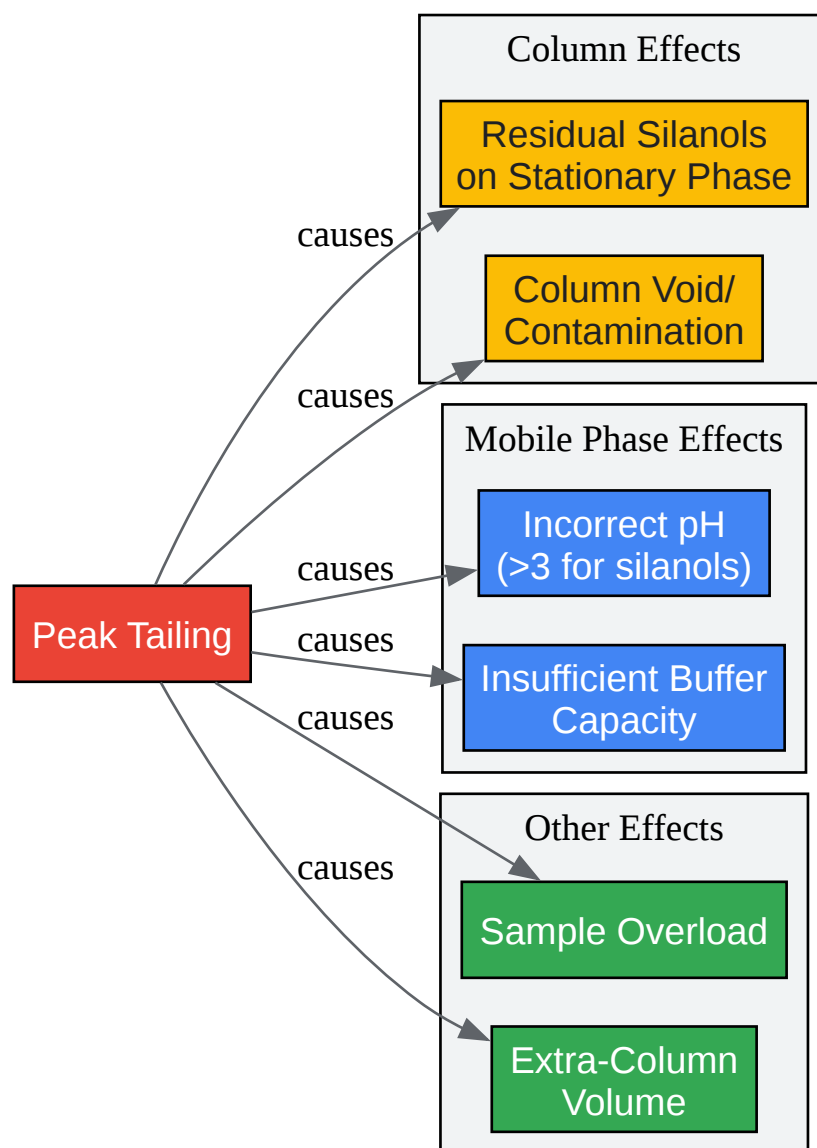 Column Effects
Residual Silanols
on Stationary Phase
causes
Column Void/
Contamination
causes
Mobile Phase Effects
Incorrect pH
(>3 for silanols)
causes
Peak Tailing
causes
Insufficient Buffer
Capacity
causes
Other Effects
causes
Sample Overload
Extra-Column
Volume